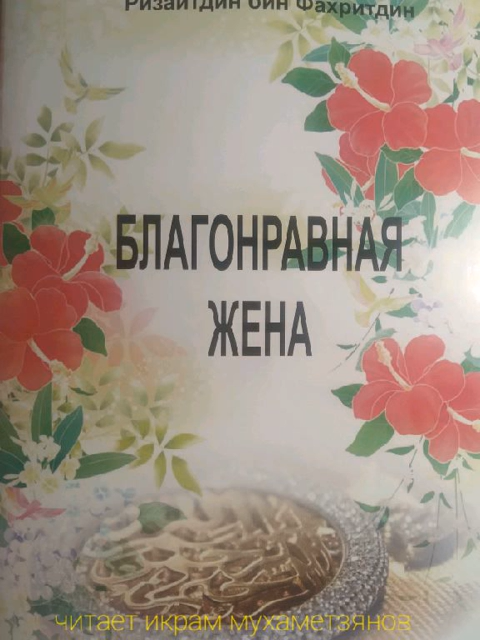 Ризаитдин бин Фахритдин
БЛАГОНРАВНАЯ
ЖЕНА
читает икрам мухаметзянов